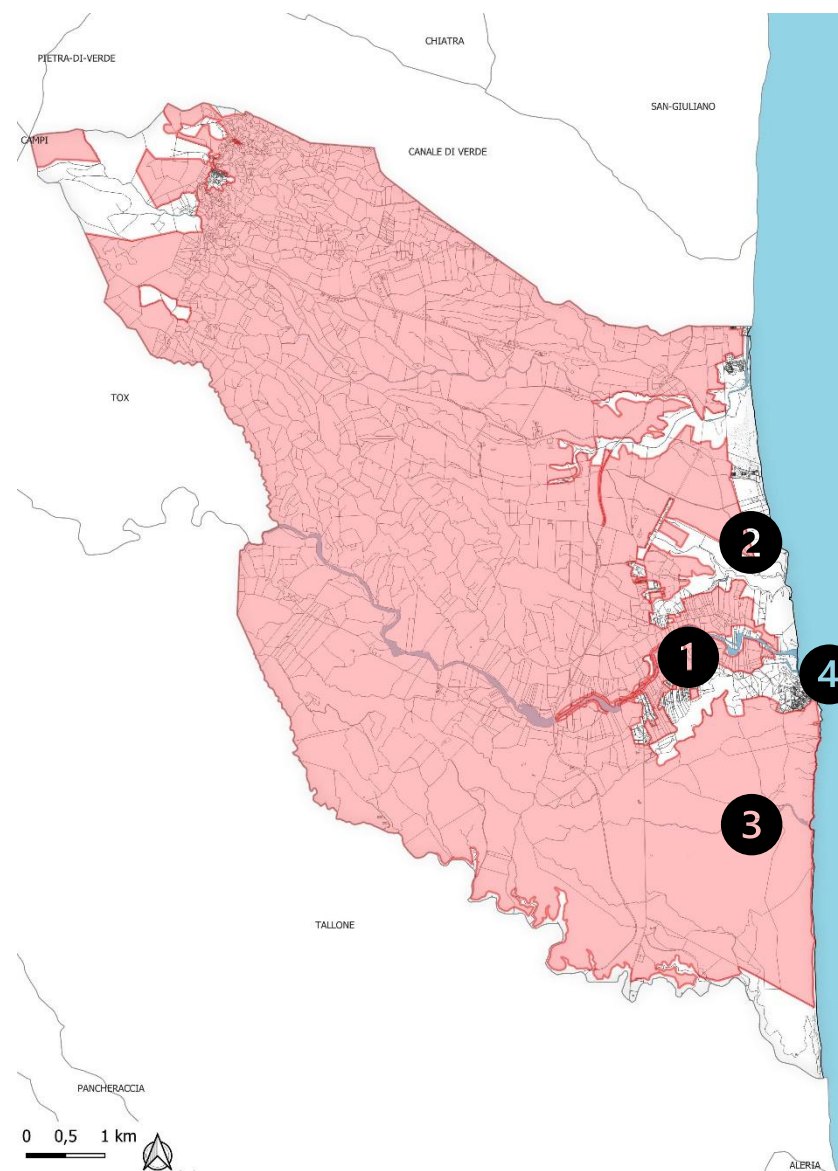 CHIATRA
PIETRA-DI-VERDE
SAN-GIULIANO
CAMPI
CANALE DI VERDE
TOX
2
1
4
3
TALLONE
PANCHERACCIA
0 0,5 1 km
ALERIA